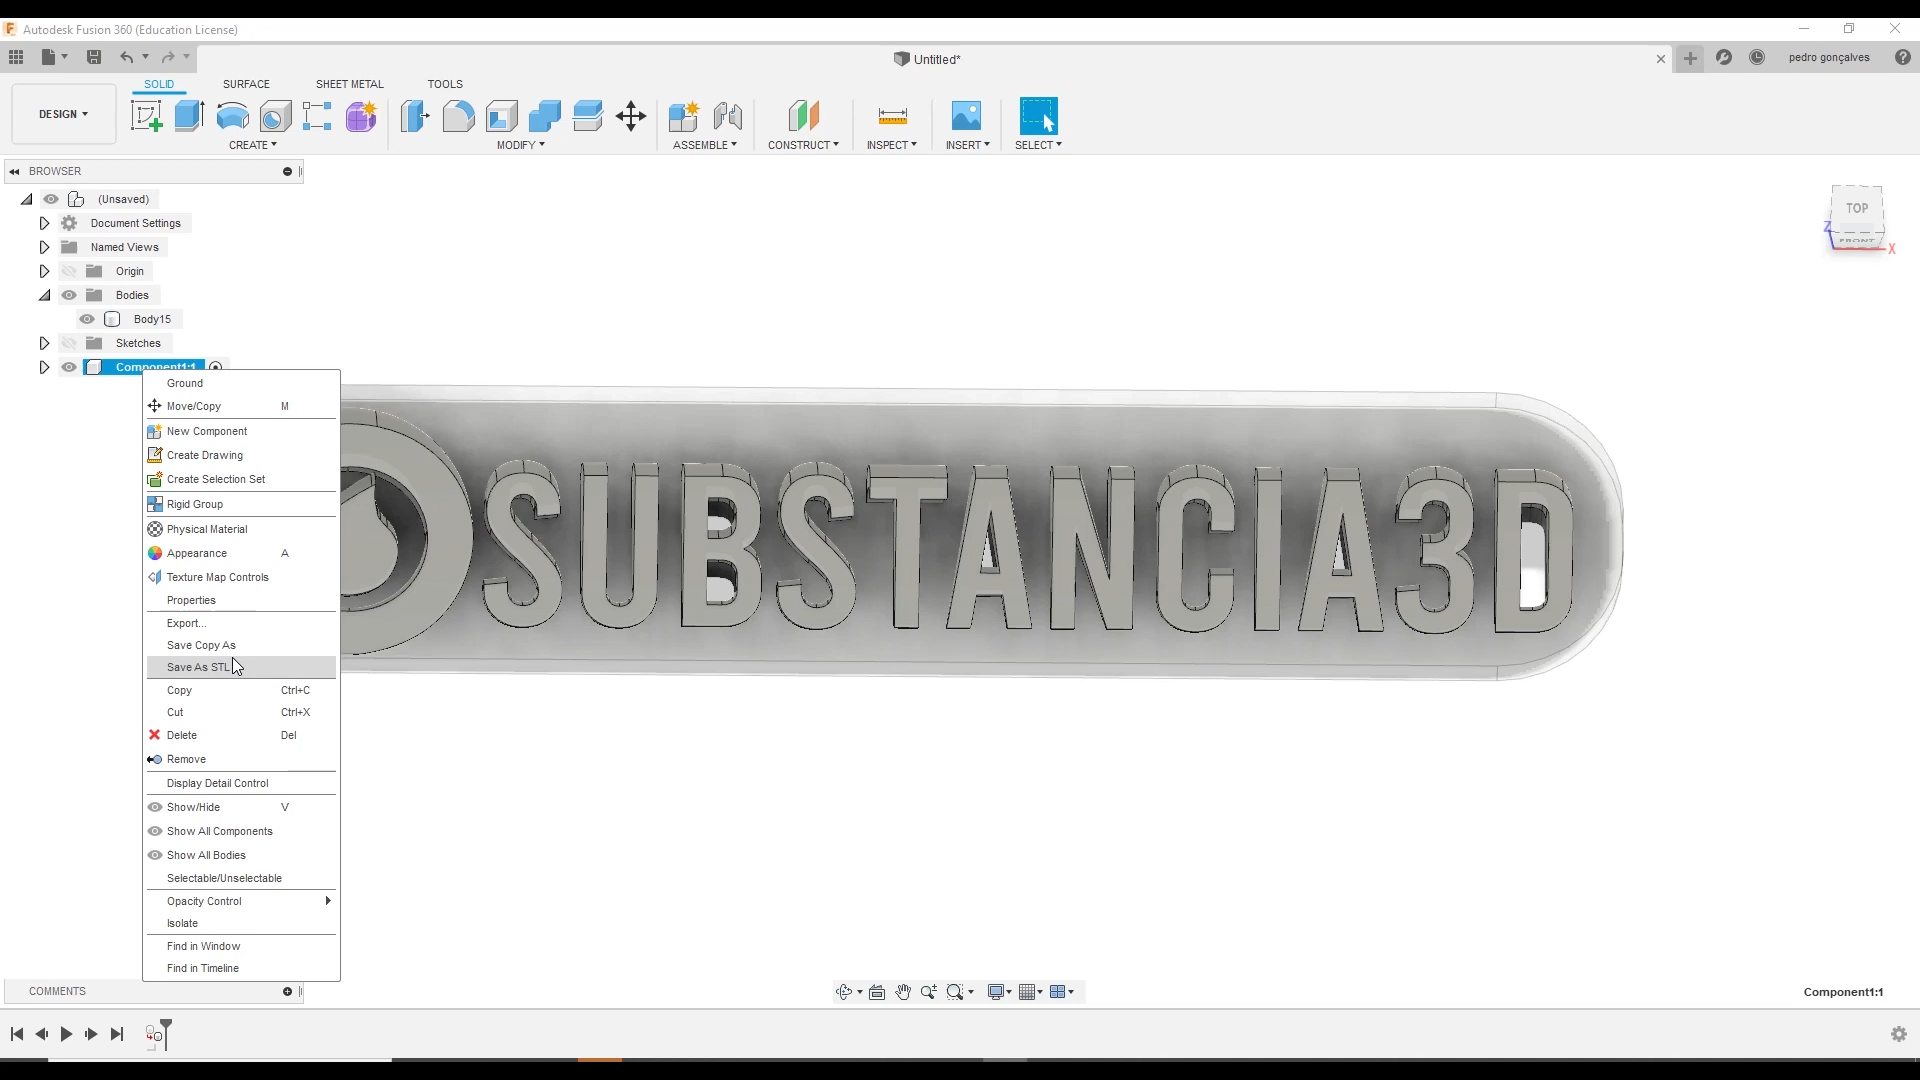 Autodesk Fusion 360 (Education License)
Untitled*
pedro gonçalves
DESIGN
SOLID
SURFACE
SHEET METAL
TOOLS
CREATE
MODIFY
ASSEMBLE
CONSTRUCT
INSPECT
INSERT
SELECT
BROWSER
(Unsaved)
Document Settings
Named Views
Origin
Bodies
Body15
Sketches
Component1:1
TOP
FRONT
Z
X
Ground
Move/Copy M
New Component
Create Drawing
Create Selection Set
Rigid Group
Physical Material
Appearance A
Texture Map Controls
Properties
Export...
Save Copy As
Save As STL
Copy Ctrl+C
Cut Ctrl+X
Delete Del
Remove
Display Detail Control
Show/Hide V
Show All Components
Show All Bodies
Selectable/Unselectable
Opacity Control
Isolate
Find in Window
Find in Timeline
SUBSTANCIA3D
COMMENTS
Component1:1